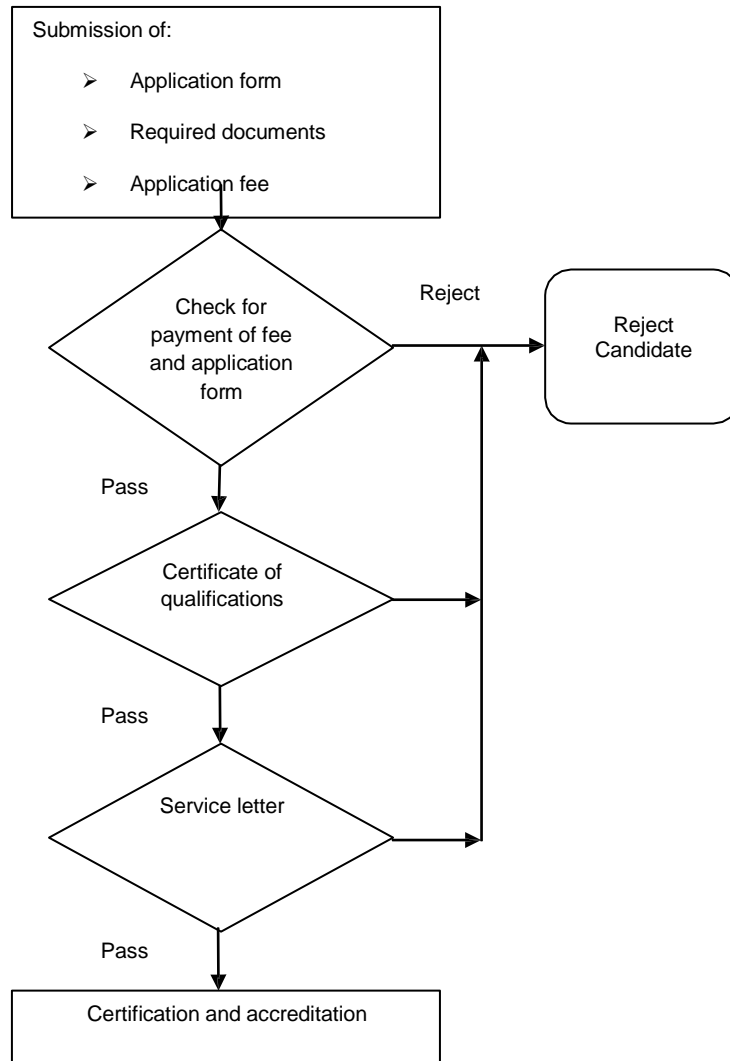 Submission of:
➢ Application form
➢ Required documents
➢ Application fee
Check for
payment of fee
and application
form
Reject
Reject
Candidate
Pass
Certificate of
qualifications
Pass
Service letter
Pass
Certification and accreditation